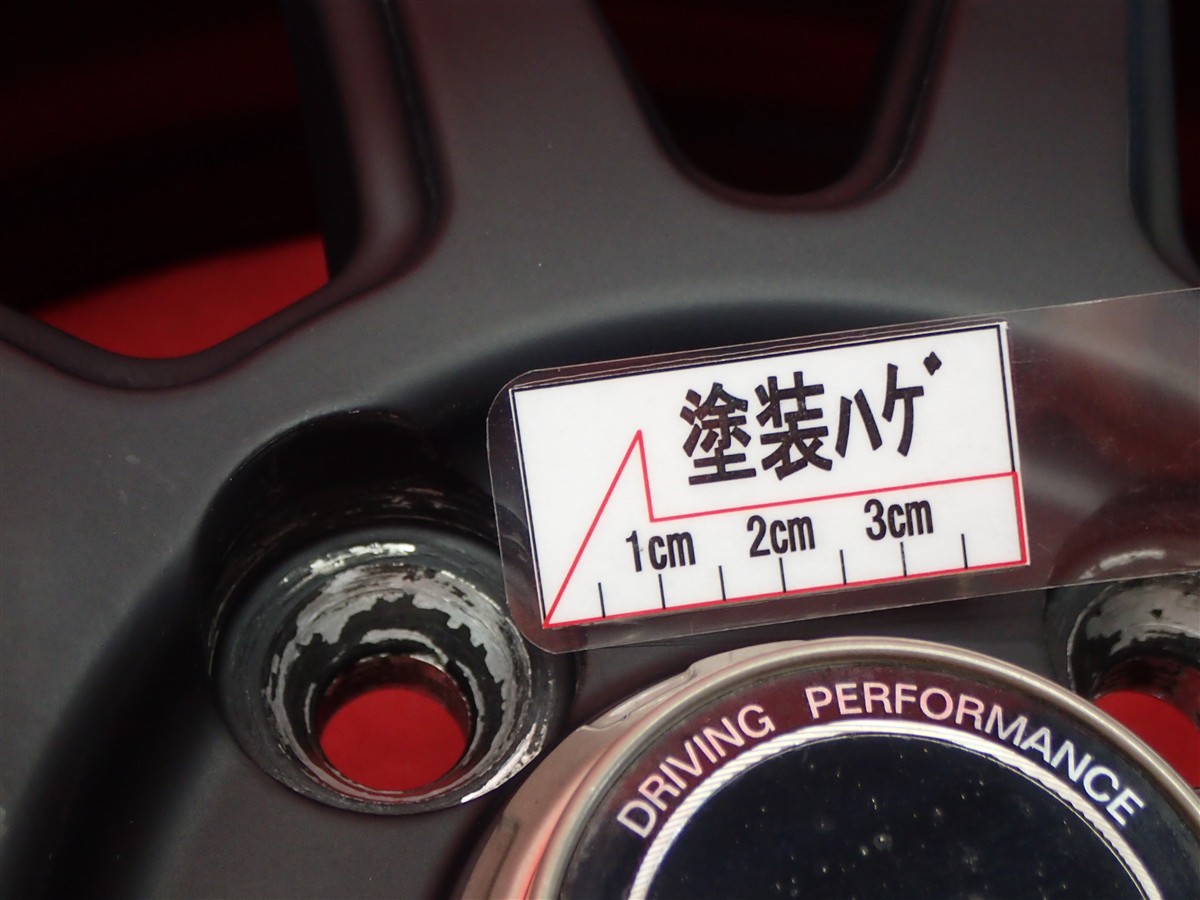 塗装ﾊｹﾞ
1cm 2cm 3cm
DRIVING PERFORMANCE